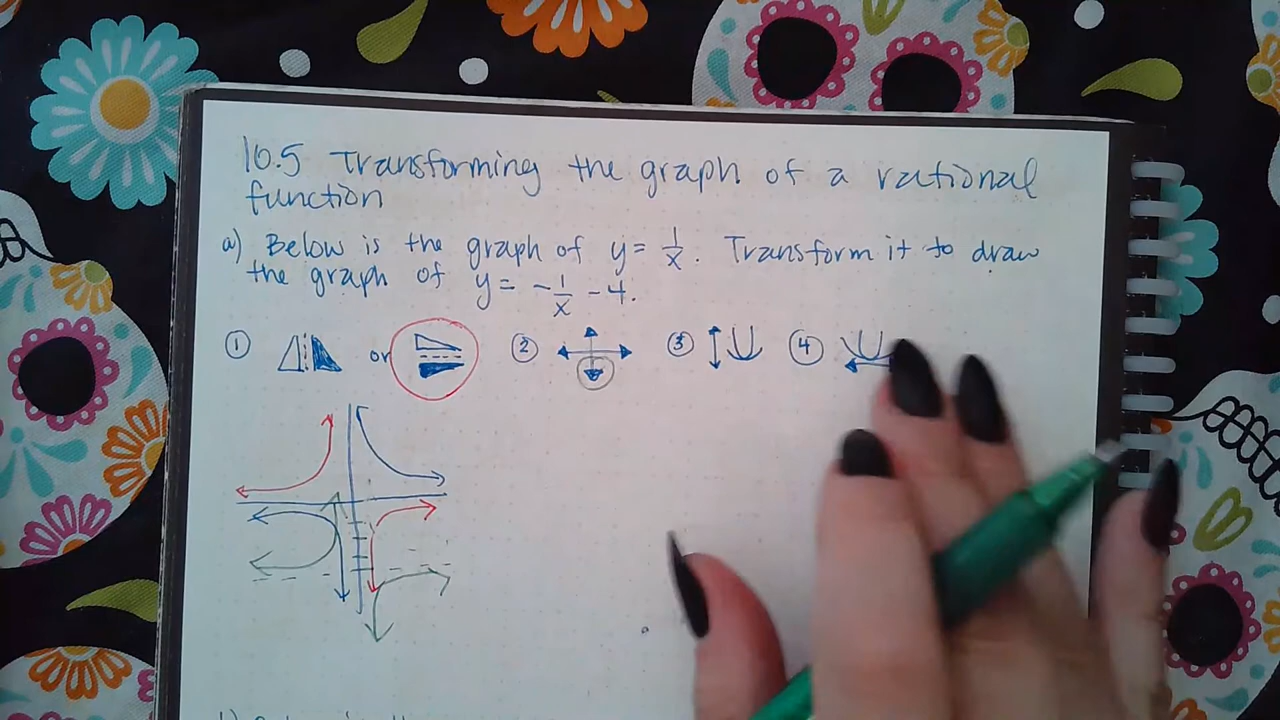 10.5 Transforming the graph of a rational
function
a) Below is the graph of y = 1/x. Transform it to draw
the graph of y = -1/x - 4.
① or ② ③ ④